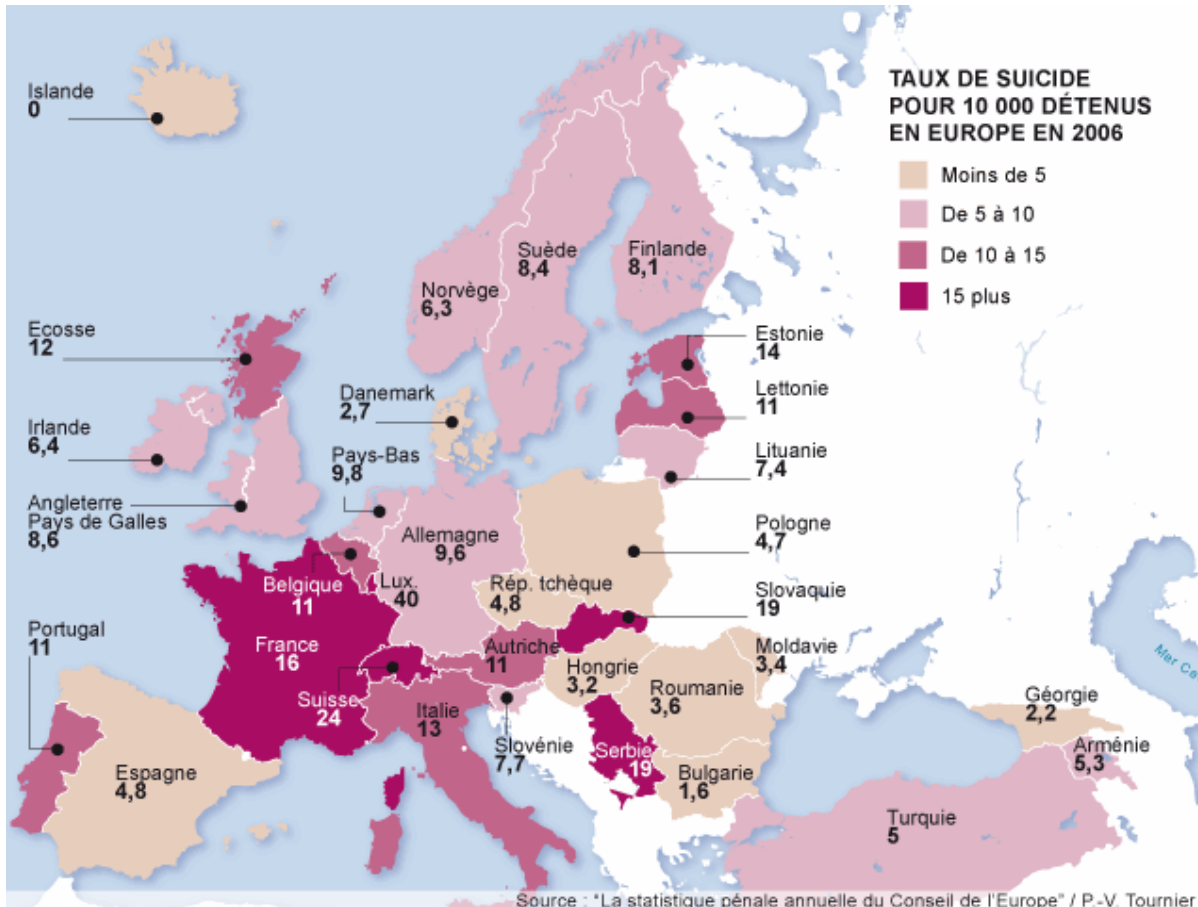 TAUX DE SUICIDE
POUR 10 000 DÉTENUS
EN EUROPE EN 2006
Moins de 5
De 5 à 10
De 10 à 15
15 plus
Islande
0
Suède
8,4
Finlande
8,1
Norvège
6,3
Ecosse
12
Estonie
14
Danemark
2,7
Lettonie
11
Irlande
6,4
Pays-Bas
9,8
Lituanie
7,4
Angleterre
Pays de Galles
8,6
Allemagne
9,6
Pologne
4,7
Belgique
11
Lux.
40
Rép. tchèque
4,8
Slovaquie
19
Portugal
11
France
16
Autriche
11
Moldavie
3,4
Suisse
24
Hongrie
3,2
Roumanie
3,6
Italie
13
Slovénie
7,7
Serbie
19
Bulgarie
1,6
Géorgie
2,2
Arménie
5,3
Espagne
4,8
Turquie
5
Mer Ca
Source : "La statistique pénale annuelle du Conseil de l'Europe" / P.-V. Tournier